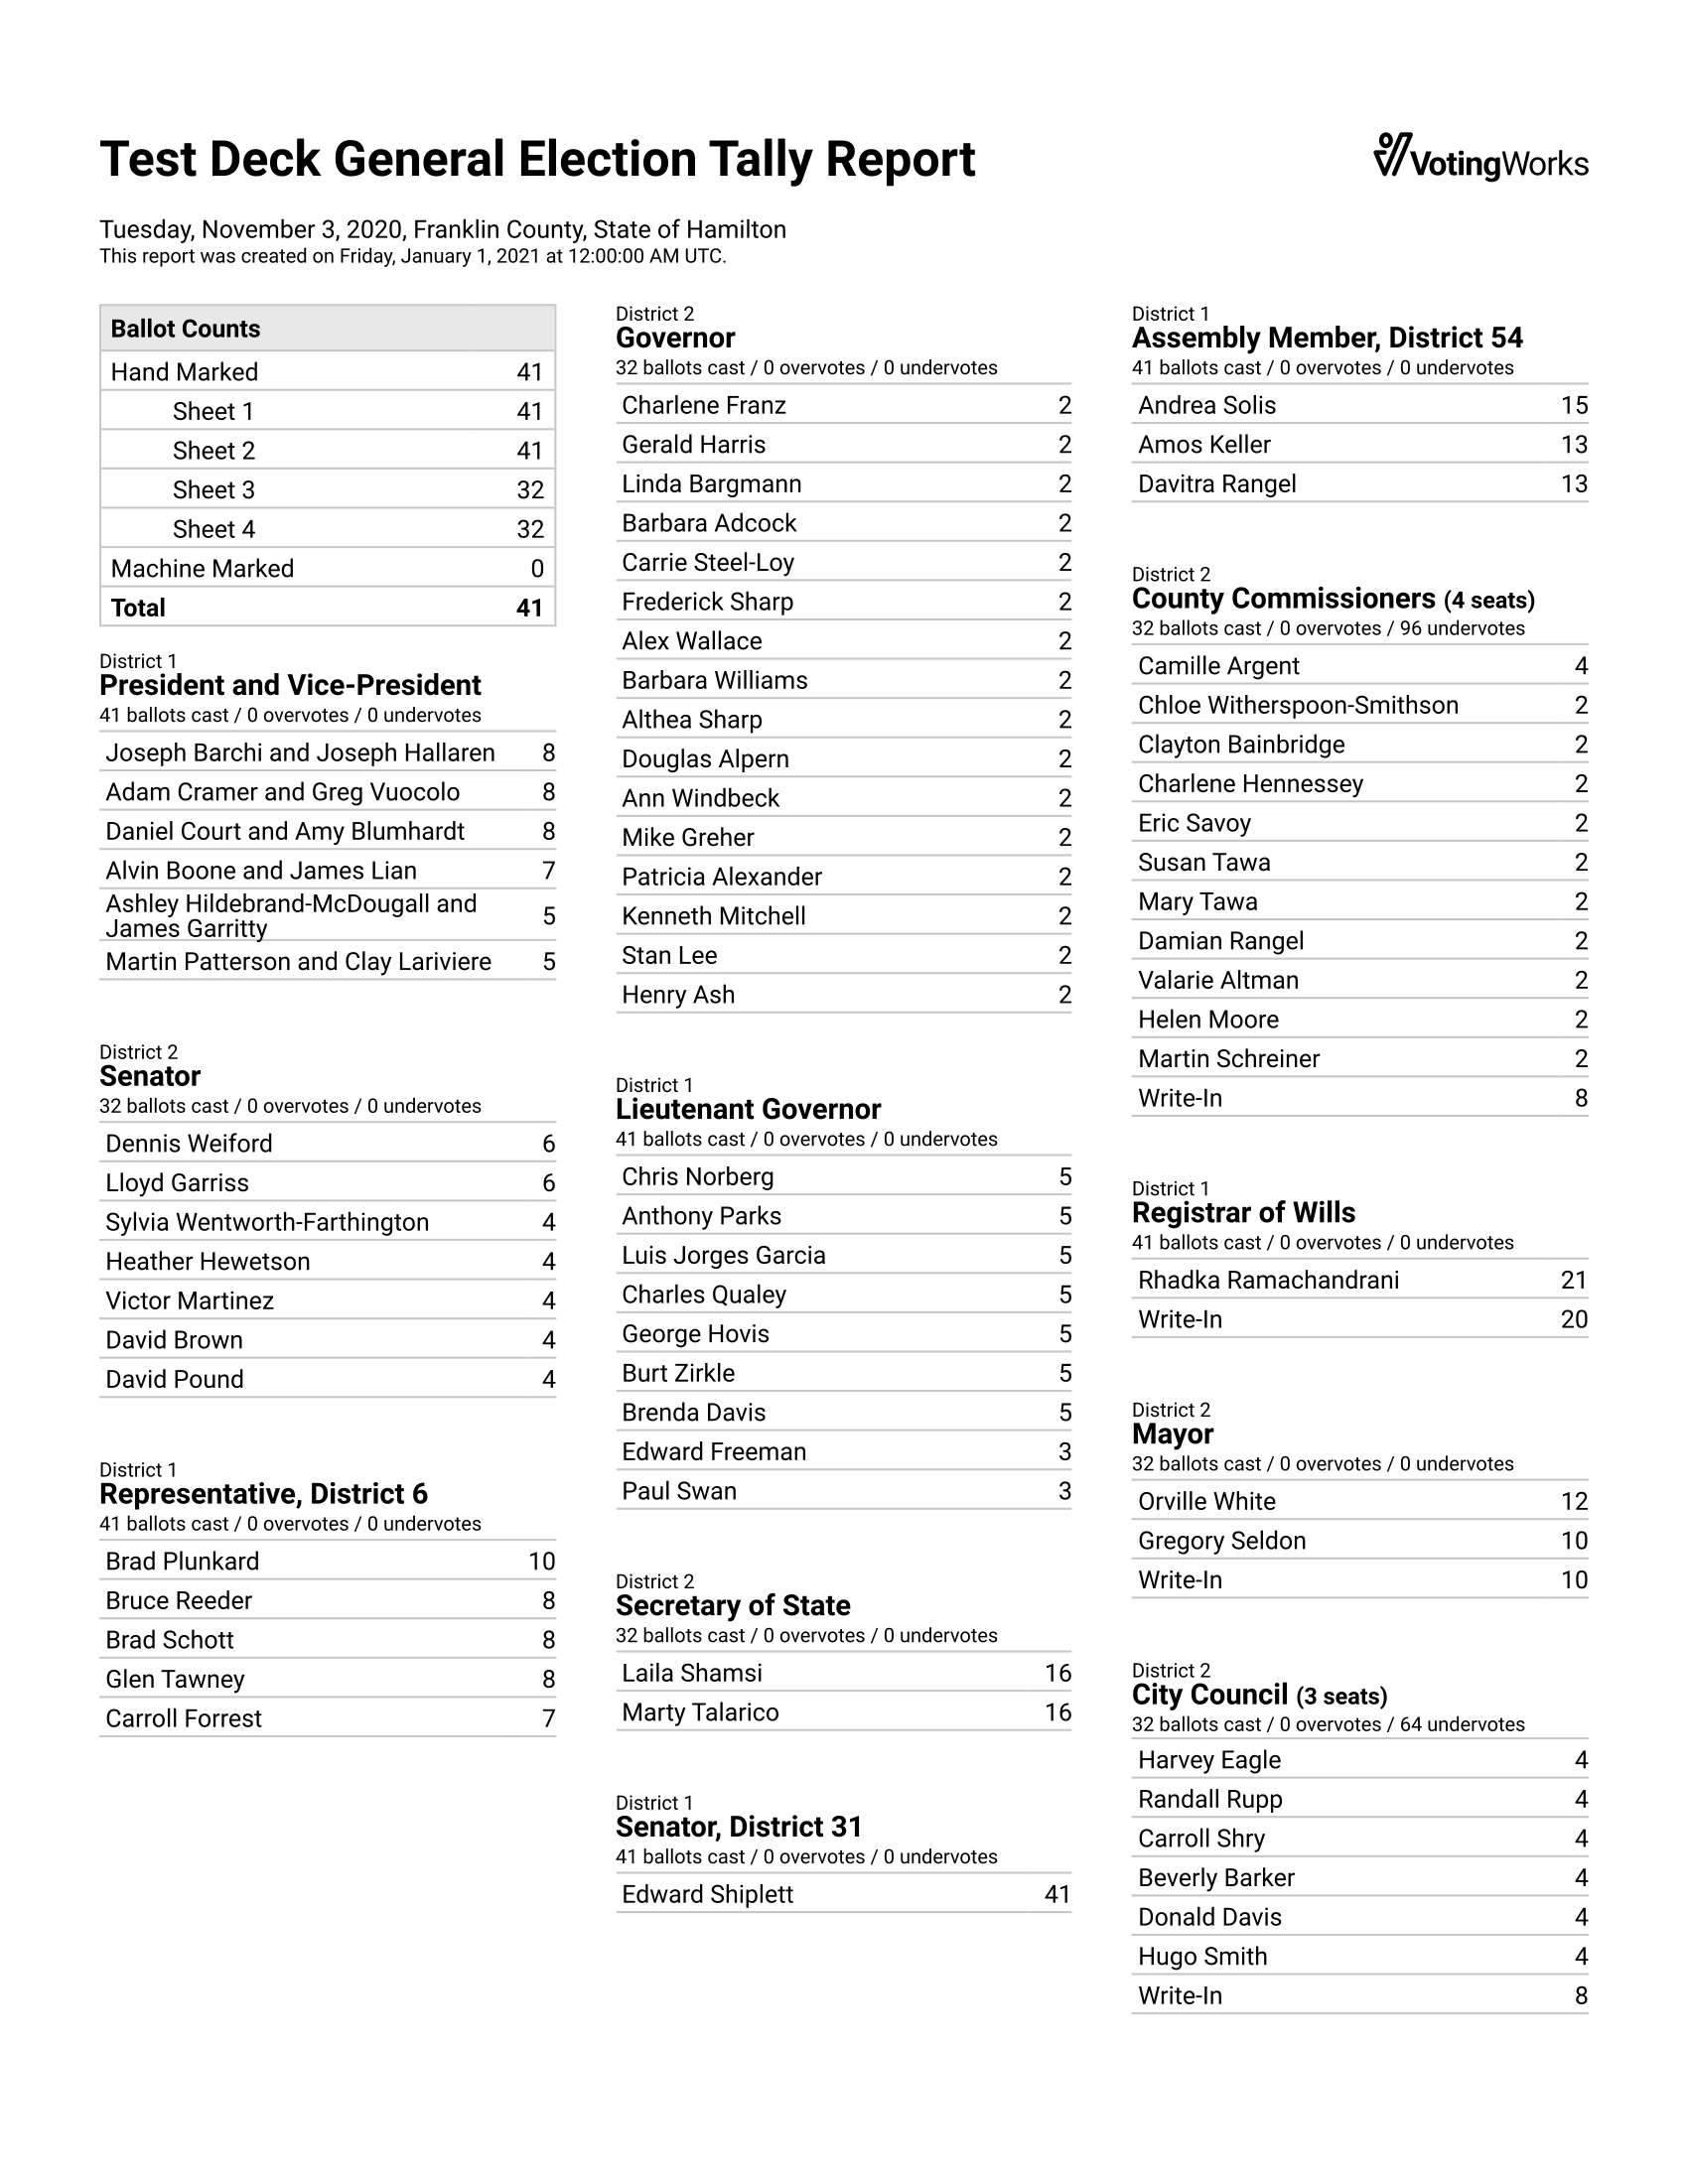 Test Deck General Election Tally Report
VotingWorks
Tuesday, November 3, 2020, Franklin County, State of Hamilton
This report was created on Friday, January 1, 2021 at 12:00:00 AM UTC.
Ballot Counts
Hand Marked 41
Sheet 1 41
Sheet 2 41
Sheet 3 32
Sheet 4 32
Machine Marked 0
Total 41
District 1
President and Vice-President
41 ballots cast / 0 overvotes / 0 undervotes
Joseph Barchi and Joseph Hallaren 8
Adam Cramer and Greg Vuocolo 8
Daniel Court and Amy Blumhardt 8
Alvin Boone and James Lian 7
Ashley Hildebrand-McDougall and
James Garritty 5
Martin Patterson and Clay Lariviere 5
District 2
Senator
32 ballots cast / 0 overvotes / 0 undervotes
Dennis Weiford 6
Lloyd Garriss 6
Sylvia Wentworth-Farthington 4
Heather Hewetson 4
Victor Martinez 4
David Brown 4
David Pound 4
District 1
Representative, District 6
41 ballots cast / 0 overvotes / 0 undervotes
Brad Plunkard 10
Bruce Reeder 8
Brad Schott 8
Glen Tawney 8
Carroll Forrest 7
District 2
Governor
32 ballots cast / 0 overvotes / 0 undervotes
Charlene Franz 2
Gerald Harris 2
Linda Bargmann 2
Barbara Adcock 2
Carrie Steel-Loy 2
Frederick Sharp 2
Alex Wallace 2
Barbara Williams 2
Althea Sharp 2
Douglas Alpern 2
Ann Windbeck 2
Mike Greher 2
Patricia Alexander 2
Kenneth Mitchell 2
Stan Lee 2
Henry Ash 2
District 1
Lieutenant Governor
41 ballots cast / 0 overvotes / 0 undervotes
Chris Norberg 5
Anthony Parks 5
Luis Jorges Garcia 5
Charles Qualey 5
George Hovis 5
Burt Zirkle 5
Brenda Davis 5
Edward Freeman 3
Paul Swan 3
District 2
Secretary of State
32 ballots cast / 0 overvotes / 0 undervotes
Laila Shamsi 16
Marty Talarico 16
District 1
Senator, District 31
41 ballots cast / 0 overvotes / 0 undervotes
Edward Shiplett 41
District 1
Assembly Member, District 54
41 ballots cast / 0 overvotes / 0 undervotes
Andrea Solis 15
Amos Keller 13
Davitra Rangel 13
District 2
County Commissioners (4 seats)
32 ballots cast / 0 overvotes / 96 undervotes
Camille Argent 4
Chloe Witherspoon-Smithson 2
Clayton Bainbridge 2
Charlene Hennessey 2
Eric Savoy 2
Susan Tawa 2
Mary Tawa 2
Damian Rangel 2
Valarie Altman 2
Helen Moore 2
Martin Schreiner 2
Write-In 8
District 1
Registrar of Wills
41 ballots cast / 0 overvotes / 0 undervotes
Rhadka Ramachandrani 21
Write-In 20
District 2
Mayor
32 ballots cast / 0 overvotes / 0 undervotes
Orville White 12
Gregory Seldon 10
Write-In 10
District 2
City Council (3 seats)
32 ballots cast / 0 overvotes / 64 undervotes
Harvey Eagle 4
Randall Rupp 4
Carroll Shry 4
Beverly Barker 4
Donald Davis 4
Hugo Smith 4
Write-In 8